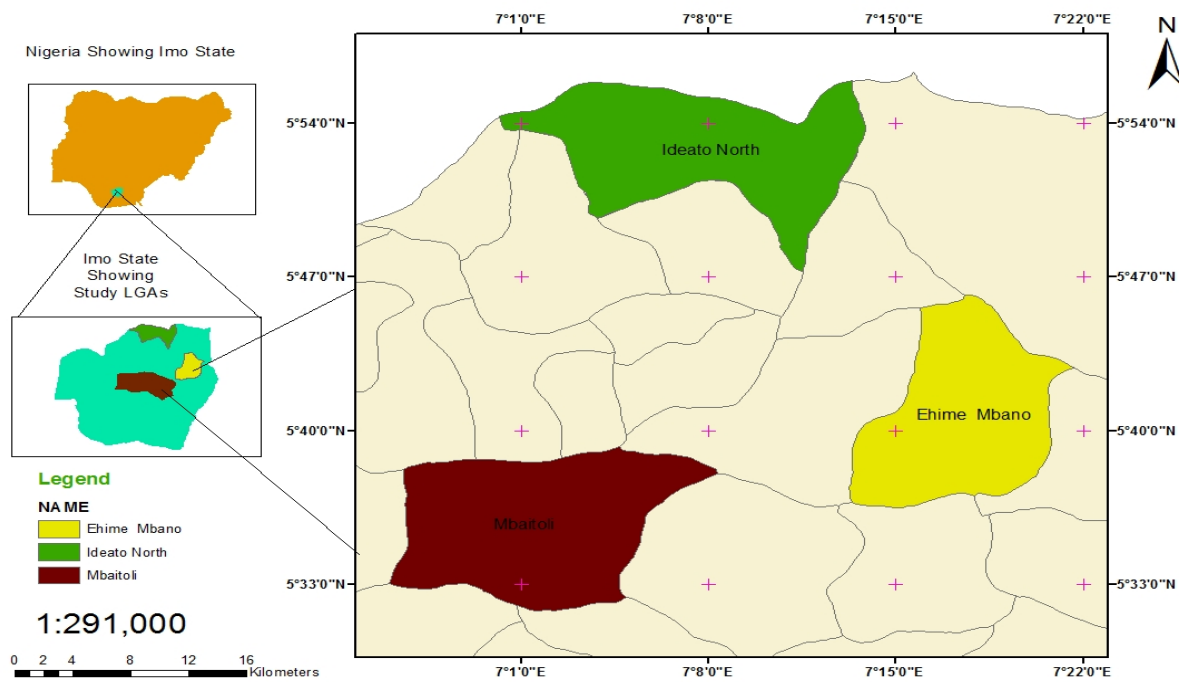 Nigeria Showing Imo State
Imo State
Showing
Study LGAs
Legend
NAME
Ehime Mbano
Ideato North
Mbaitoli
1:291,000
0 2 4 8 12 16
Kilometers
7°1'0"E 7°8'0"E 7°15'0"E 7°22'0"E
N
5°54'0"N 5°54'0"N
Ideato North
5°47'0"N 5°47'0"N
Ehime Mbano
5°40'0"N 5°40'0"N
Mbaitoli
5°33'0"N 5°33'0"N
7°1'0"E 7°8'0"E 7°15'0"E 7°22'0"E